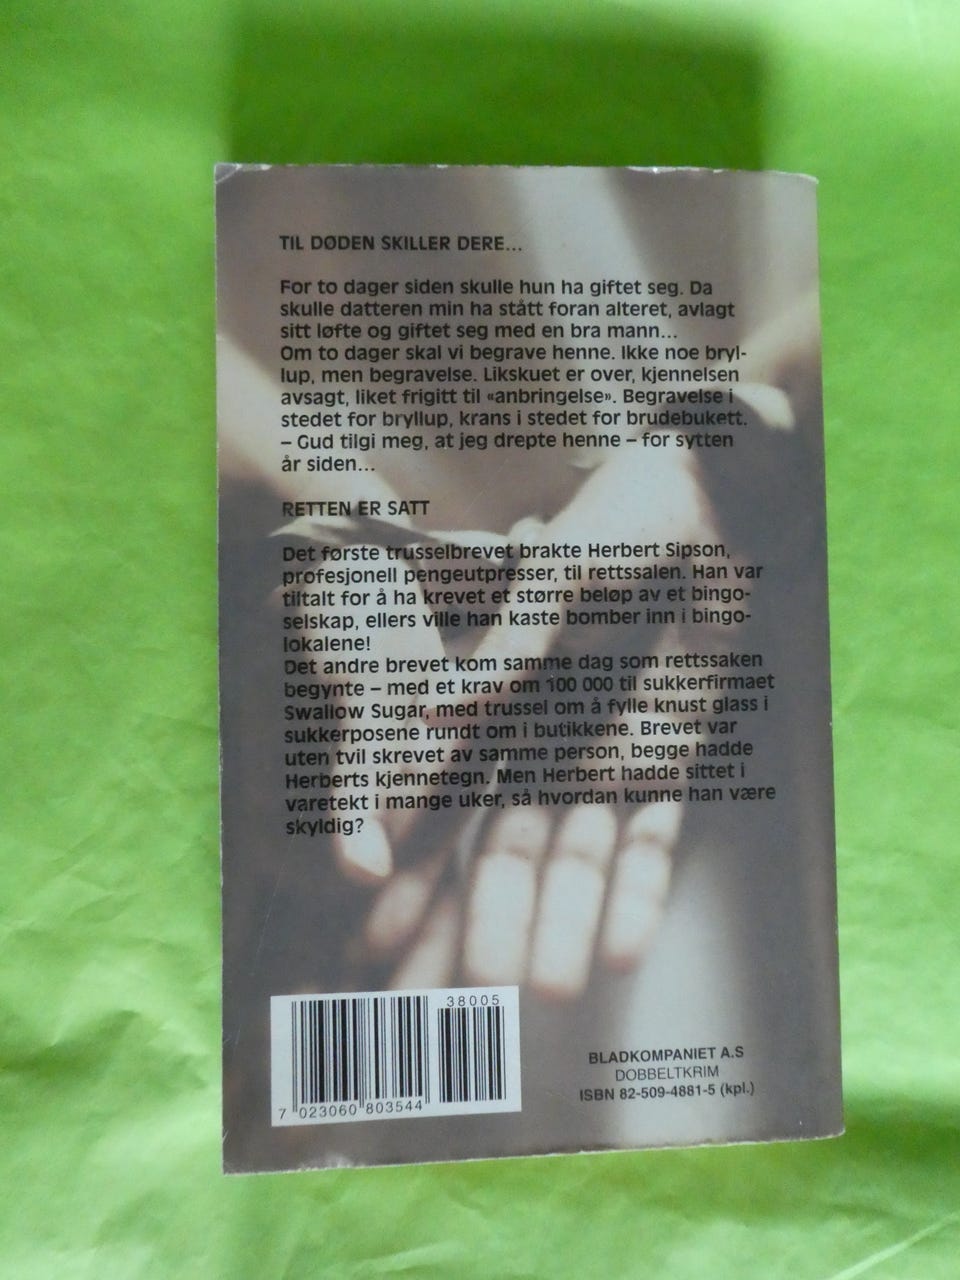 TIL DØDEN SKILLER DERE...
For to dager siden skulle hun ha giftet seg. Da
skulle datteren min ha stått foran alteret, avlagt
sitt løfte og giftet seg med en bra mann...
Om to dager skal vi begrave henne. Ikke noe bryl-
lup, men begravelse. Likskuet er over, kjennelsen
avsagt, liket frigitt til «anbringelse». Begravelse i
stedet for bryllup, krans i stedet for brudebukett.
– Gud tilgi meg, at jeg drepte henne – for sytten
år siden...
RETTEN ER SATT
Det første trusselbrevet brakte Herbert Sipson,
profesjonell pengeutpresser, til rettssalen. Han var
tiltalt for å ha krevet et større beløp av et bingo-
selskap, ellers ville han kaste bomber inn i bingo-
lokalene!
Det andre brevet kom samme dag som rettssaken
begynte – med et krav om 100 000 til sukkerfirmaet
Swallow Sugar, med trussel om å fylle knust glass i
sukkerposene rundt om i butikkene. Brevet var
uten tvil skrevet av samme person, begge hadde
Herberts kjennetegn. Men Herbert hadde sittet i
varetekt i mange uker, så hvordan kunne han være
skyldig?
38005
7 023060 803544
BLADKOMPANIET A.S
DOBBELTKRIM
ISBN 82-509-4881-5 (kpl.)